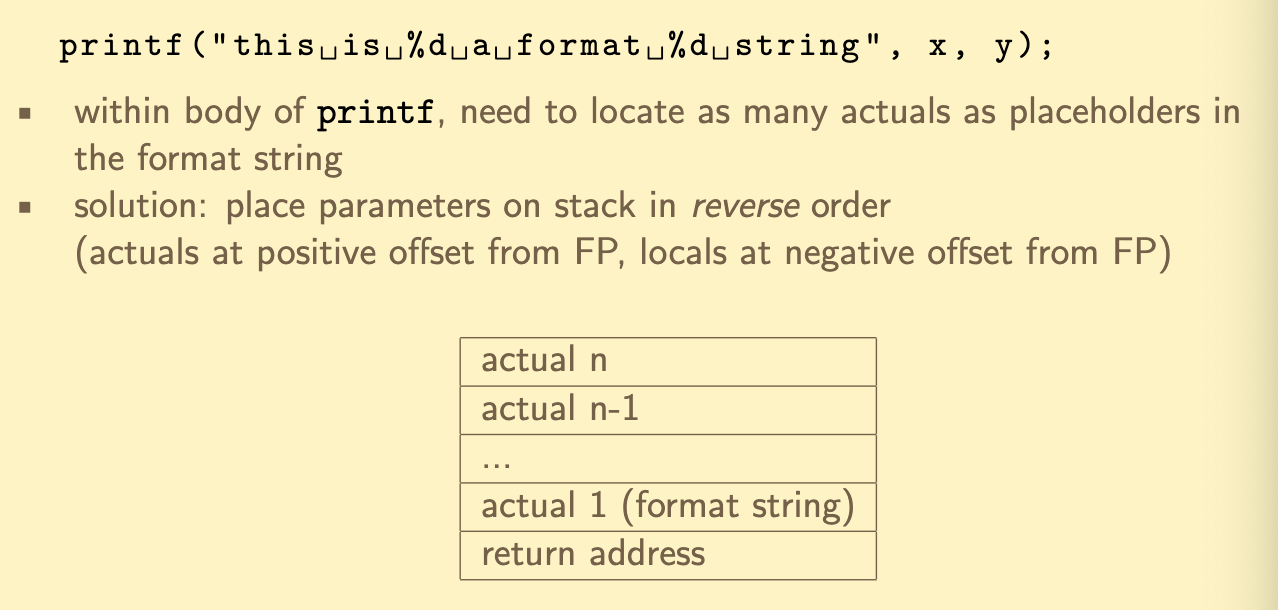 printf("this␣is␣%d␣a␣format␣%d␣string", x, y);
▪ within body of printf, need to locate as many actuals as placeholders in
the format string
▪ solution: place parameters on stack in reverse order
(actuals at positive offset from FP, locals at negative offset from FP)
actual n
actual n-1
...
actual 1 (format string)
return address